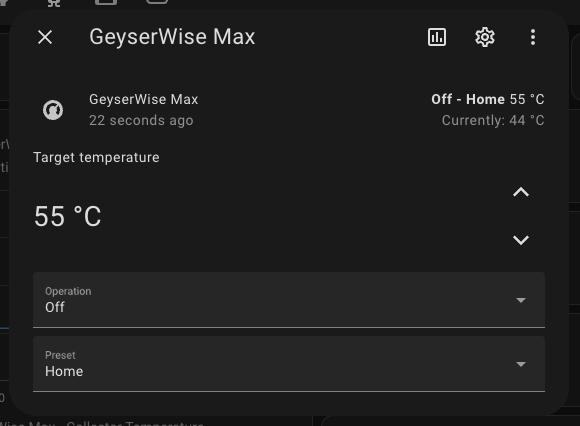 GeyserWise Max
GeyserWise Max
Off - Home 55 °C
22 seconds ago
Currently: 44 °C
Target temperature
55 °C
Operation
Off
Preset
Home
Wise Max - Collector Temperature